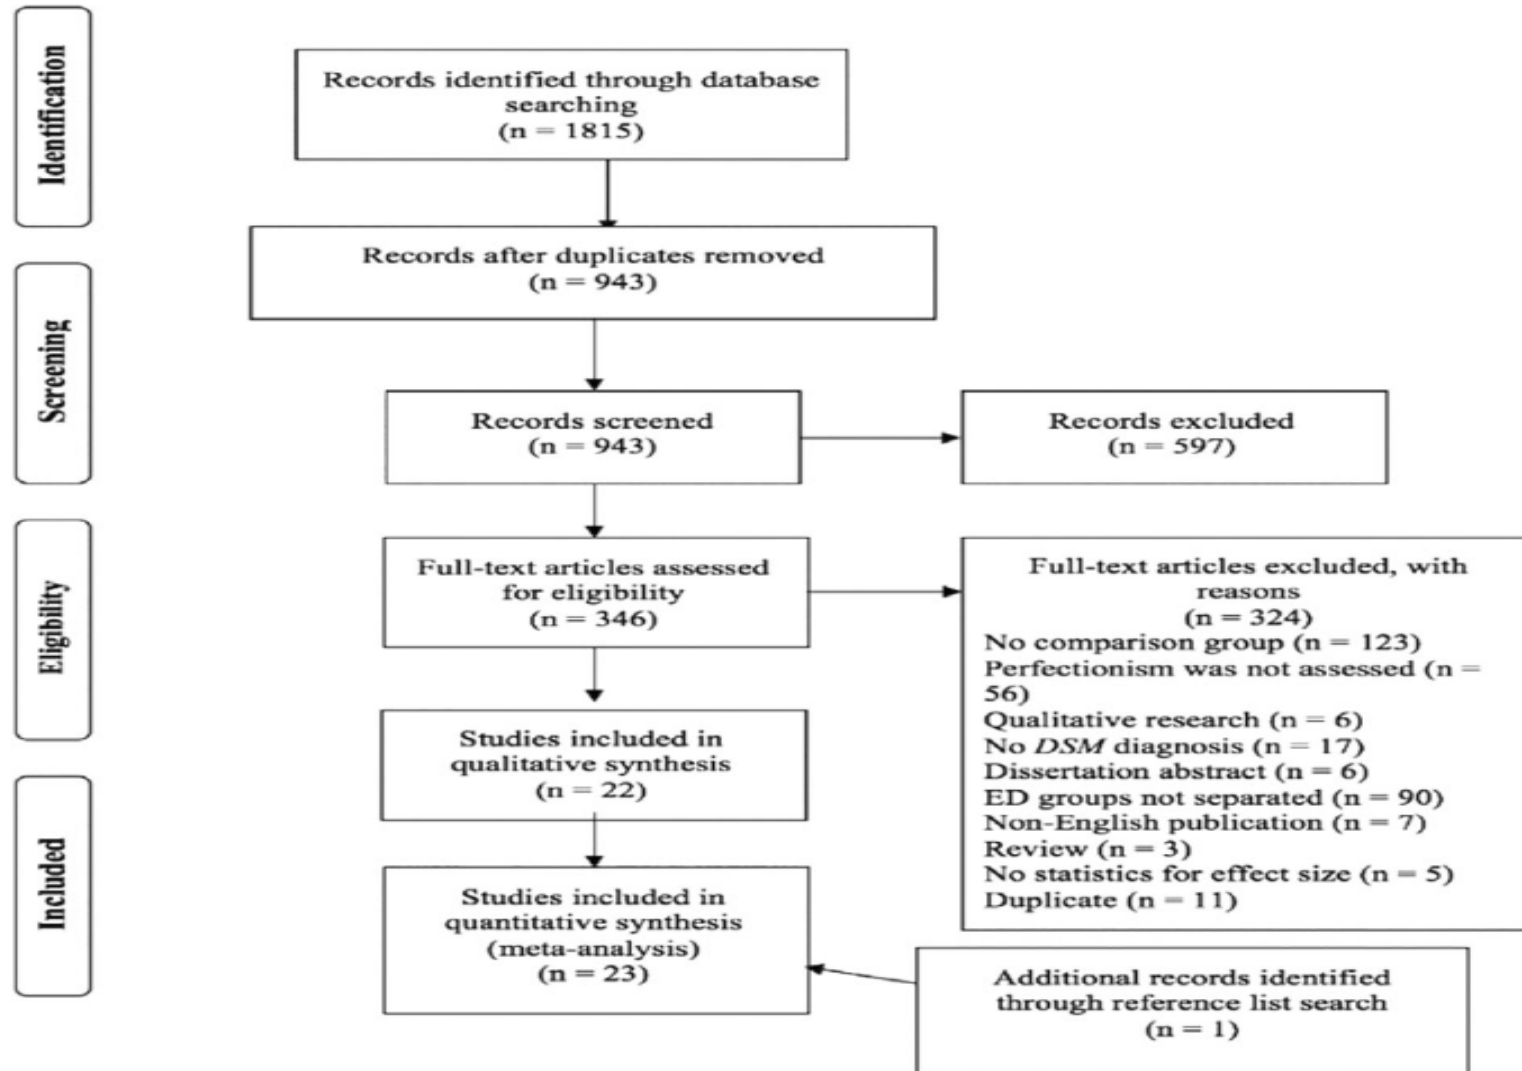 Identification
Records identified through database
searching
(n = 1815)
Records after duplicates removed
(n = 943)
Screening
Records screened
(n = 943)
Records excluded
(n = 597)
Eligibility
Full-text articles assessed
for eligibility
(n = 346)
Full-text articles excluded, with
reasons
(n = 324)
No comparison group (n = 123)
Perfectionism was not assessed (n =
56)
Qualitative research (n = 6)
No DSM diagnosis (n = 17)
Dissertation abstract (n = 6)
ED groups not separated (n = 90)
Non-English publication (n = 7)
Review (n = 3)
No statistics for effect size (n = 5)
Duplicate (n = 11)
Studies included in
qualitative synthesis
(n = 22)
Included
Studies included in
quantitative synthesis
(meta-analysis)
(n = 23)
Additional records identified
through reference list search
(n = 1)